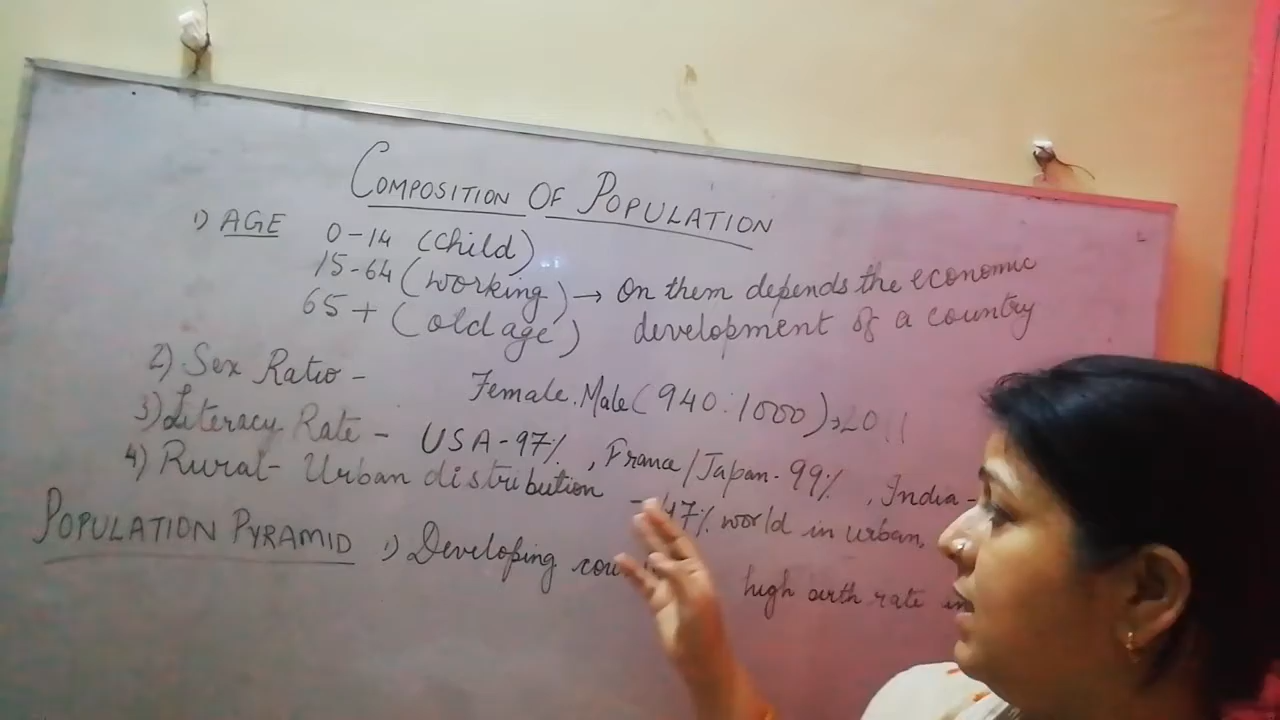 COMPOSITION OF POPULATION
1) AGE 0-14 (child)
15-64 (working) → On them depends the economic
65+ (old age) development of a country
2) Sex Ratio - Female.Male (940:1000)→2011
3) Literacy Rate - USA-97%, France/Japan-99%, India-
4) Rural-Urban distribution - 47% world in urban,
POPULATION PYRAMID 1) Developing high birth rate in